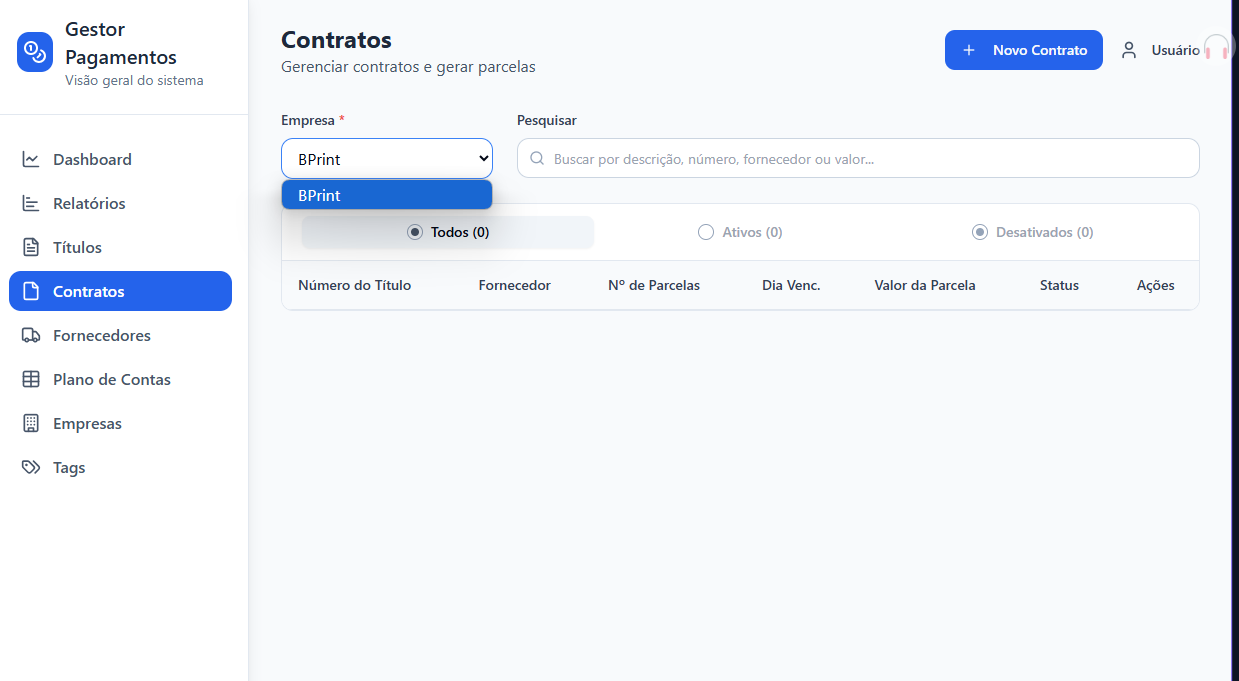 Gestor
Pagamentos
Visão geral do sistema
Dashboard
Relatórios
Títulos
Contratos
Fornecedores
Plano de Contas
Empresas
Tags
Contratos
Gerenciar contratos e gerar parcelas
+ Novo Contrato
Usuário
Empresa *
Pesquisar
BPrint
Buscar por descrição, número, fornecedor ou valor...
BPrint
Todos (0) Ativos (0) Desativados (0)
Número do Título Fornecedor Nº de Parcelas Dia Venc. Valor da Parcela Status Ações